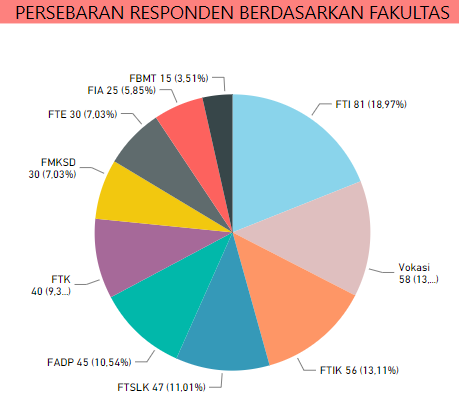 PERSEBARAN RESPONDEN BERDASARKAN FAKULTAS
FBMT 15 (3,51%)
FIA 25 (5,85%)
FTE 30 (7,03%)
FMKSD
30 (7,03%)
FTK
40 (9,3...)
FADP 45 (10,54%)
FTSLK 47 (11,01%)
FTIK 56 (13,11%)
Vokasi
58 (13,...)
FTI 81 (18,97%)